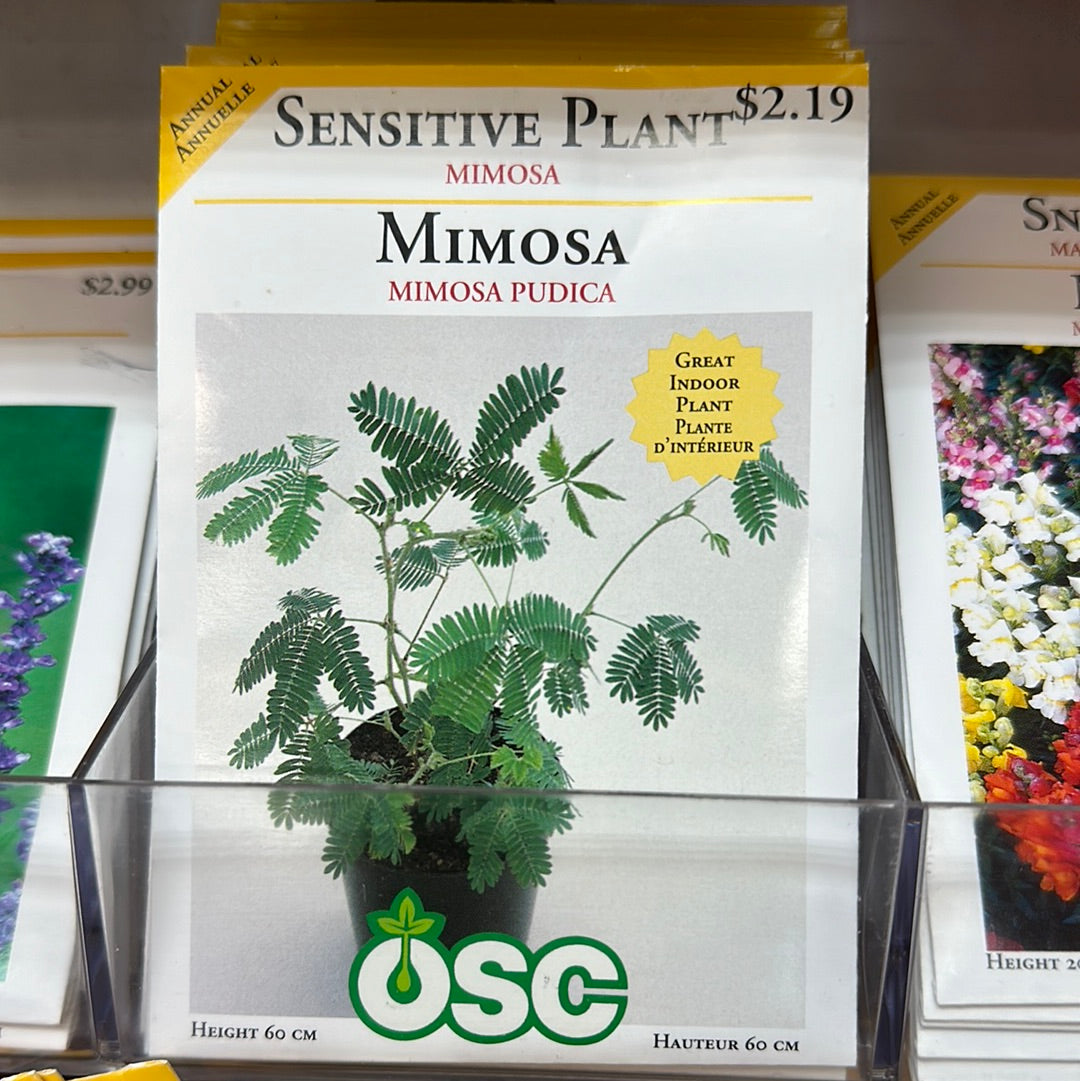 ANNUAL
ANNUELLE
SENSITIVE PLANT
$2.19
MIMOSA
MIMOSA
MIMOSA PUDICA
GREAT
INDOOR
PLANT
PLANTE
D'INTÉRIEUR
OSC
HEIGHT 60 CM
HAUTEUR 60 CM
$2.99
ANNUAL
ANNUELLE
HEIGHT